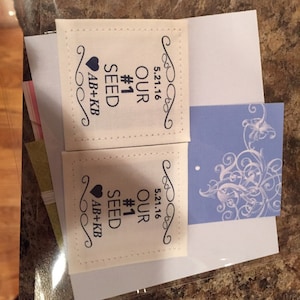 5.21.16
OUR
#1
SEED
♥ AB+KB
5.21.16
OUR
#1
SEED
♥ AB+KB